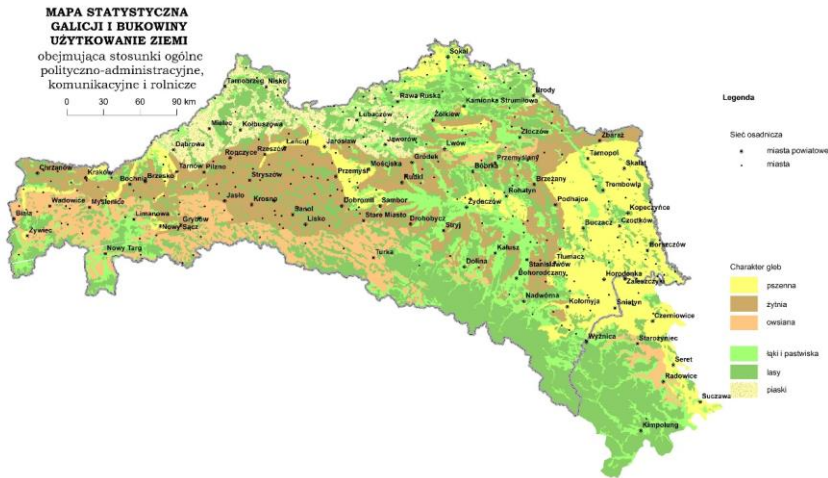 MAPA STATYSTYCZNA
GALICJI I BUKOWINY
UŻYTKOWANIE ZIEMI
obejmująca stosunki ogólne
polityczno-administracyjne,
komunikacyjne i rolnicze
0 30 60 90 km
Sokal
Tarnobrzeg
Nisko
Rawa Ruska
Brody
Kamionka Strumiłowa
Mielec
Kolbuszowa
Lubaczów
Żółkiew
Złoczów
Zbaraż
Dąbrowa
Łańcut
Jarosław
Jaworów
Lwów
Rzeszów
Ropczyce
Gródek
Tarnopol
Chrzanów
Kraków
Tarnów
Pilzno
Mościska
Przemyślany
Skałat
Bochnia
Brzesko
Strzyżów
Przemyśl
Rudki
Bóbrka
Brzeżany
Trembowla
Rohatyn
Wadowice
Myślenice
Jasło
Krosno
Dobromil
Sambor
Żydaczów
Podhajce
Kopeczyńce
Biała
Limanowa
Grybów
Sanok
Lisko
Stare Miasto
Drohobycz
Stryj
Buczacz
Czortków
Żywiec
Nowy Sącz
Nowy Targ
Turka
Dolina
Kałusz
Stanisławów
Tłumacz
Borszczów
Bohorodczany
Horodenka
Zaleszczyki
Nadwórna
Kołomyja
Śniatyn
Czerniowice
Wyżnica
Starożyniec
Seret
Radowice
Suczawa
Kimpolung
Legenda
Sieć osadnicza
miasta powiatowe
miasta
Charakter gleb
pszenna
żytnia
owsiana
łąki i pastwiska
lasy
piaski